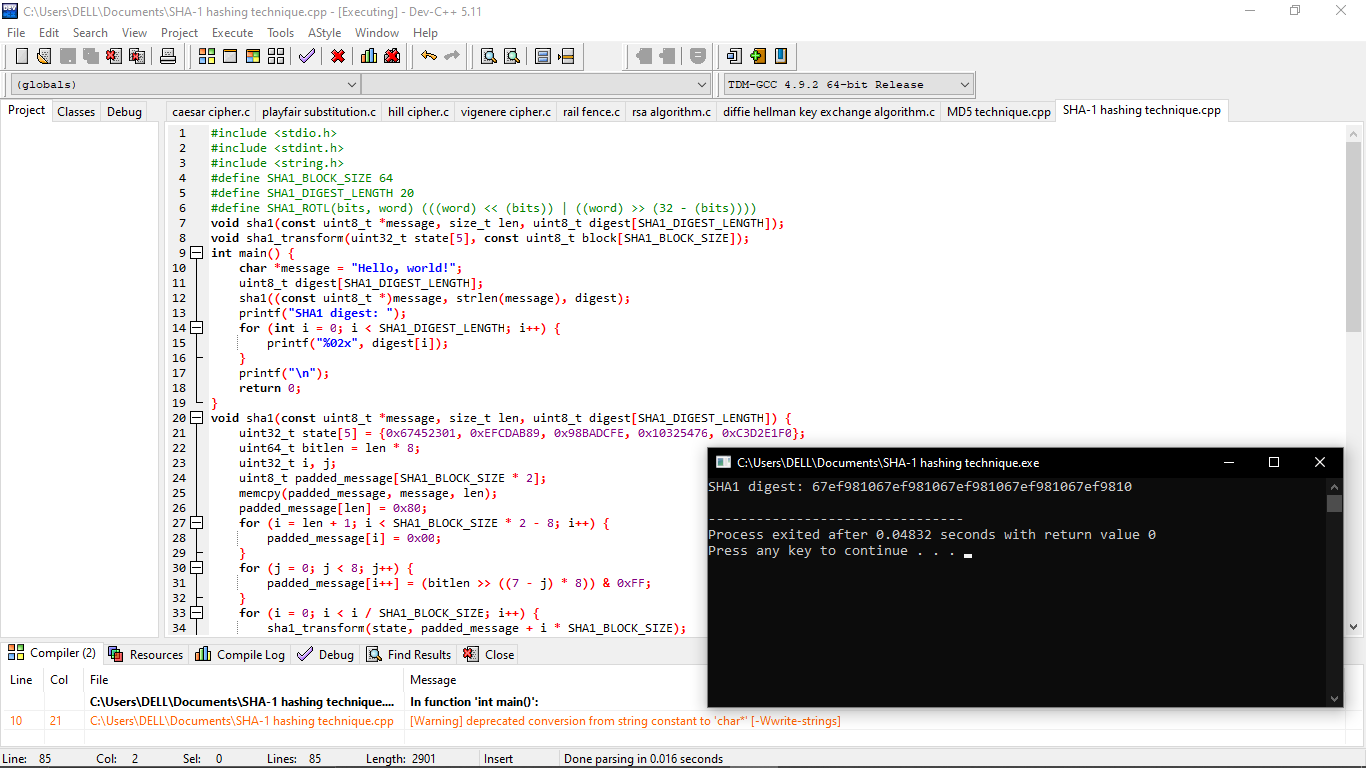 C:\Users\DELL\Documents\SHA-1 hashing technique.cpp - [Executing] - Dev-C++ 5.11
File Edit Search View Project Execute Tools AStyle Window Help
(globals)
TDM-GCC 4.9.2 64-bit Release
Project Classes Debug
caesar cipher.c playfair substitution.c hill cipher.c vigenere cipher.c rail fence.c rsa algorithm.c diffie hellman key exchange algorithm.c MD5 technique.cpp SHA-1 hashing technique.cpp
1 #include <stdio.h>
2 #include <stdint.h>
3 #include <string.h>
4 #define SHA1_BLOCK_SIZE 64
5 #define SHA1_DIGEST_LENGTH 20
6 #define SHA1_ROTL(bits, word) (((word) << (bits)) | ((word) >> (32 - (bits))))
7 void sha1(const uint8_t *message, size_t len, uint8_t digest[SHA1_DIGEST_LENGTH]);
8 void sha1_transform(uint32_t state[5], const uint8_t block[SHA1_BLOCK_SIZE]);
9 int main() {
10 char *message = "Hello, world!";
11 uint8_t digest[SHA1_DIGEST_LENGTH];
12 sha1((const uint8_t *)message, strlen(message), digest);
13 printf("SHA1 digest: ");
14 for (int i = 0; i < SHA1_DIGEST_LENGTH; i++) {
15 printf("%02x", digest[i]);
16 }
17 printf("\n");
18 return 0;
19 }
20 void sha1(const uint8_t *message, size_t len, uint8_t digest[SHA1_DIGEST_LENGTH]) {
21 uint32_t state[5] = {0x67452301, 0xEFCDAB89, 0x98BADCFE, 0x10325476, 0xC3D2E1F0};
22 uint64_t bitlen = len * 8;
23 uint32_t i, j;
24 uint8_t padded_message[SHA1_BLOCK_SIZE * 2];
25 memcpy(padded_message, message, len);
26 padded_message[len] = 0x80;
27 for (i = len + 1; i < SHA1_BLOCK_SIZE * 2 - 8; i++) {
28 padded_message[i] = 0x00;
29 }
30 for (j = 0; j < 8; j++) {
31 padded_message[i++] = (bitlen >> ((7 - j) * 8)) & 0xFF;
32 }
33 for (i = 0; i < i / SHA1_BLOCK_SIZE; i++) {
34 sha1_transform(state, padded_message + i * SHA1_BLOCK_SIZE);
C:\Users\DELL\Documents\SHA-1 hashing technique.exe
SHA1 digest: 67ef981067ef981067ef981067ef981067ef9810
--------------------------------
Process exited after 0.04832 seconds with return value 0
Press any key to continue . . .
Compiler (2) Resources Compile Log Debug Find Results Close
Line Col File Message
C:\Users\DELL\Documents\SHA-1 hashing technique.... In function 'int main()':
10 21 C:\Users\DELL\Documents\SHA-1 hashing technique.cpp [Warning] deprecated conversion from string constant to 'char*' [-Wwrite-strings]
Line: 85 Col: 2 Sel: 0 Lines: 85 Length: 2901 Insert Done parsing in 0.016 seconds